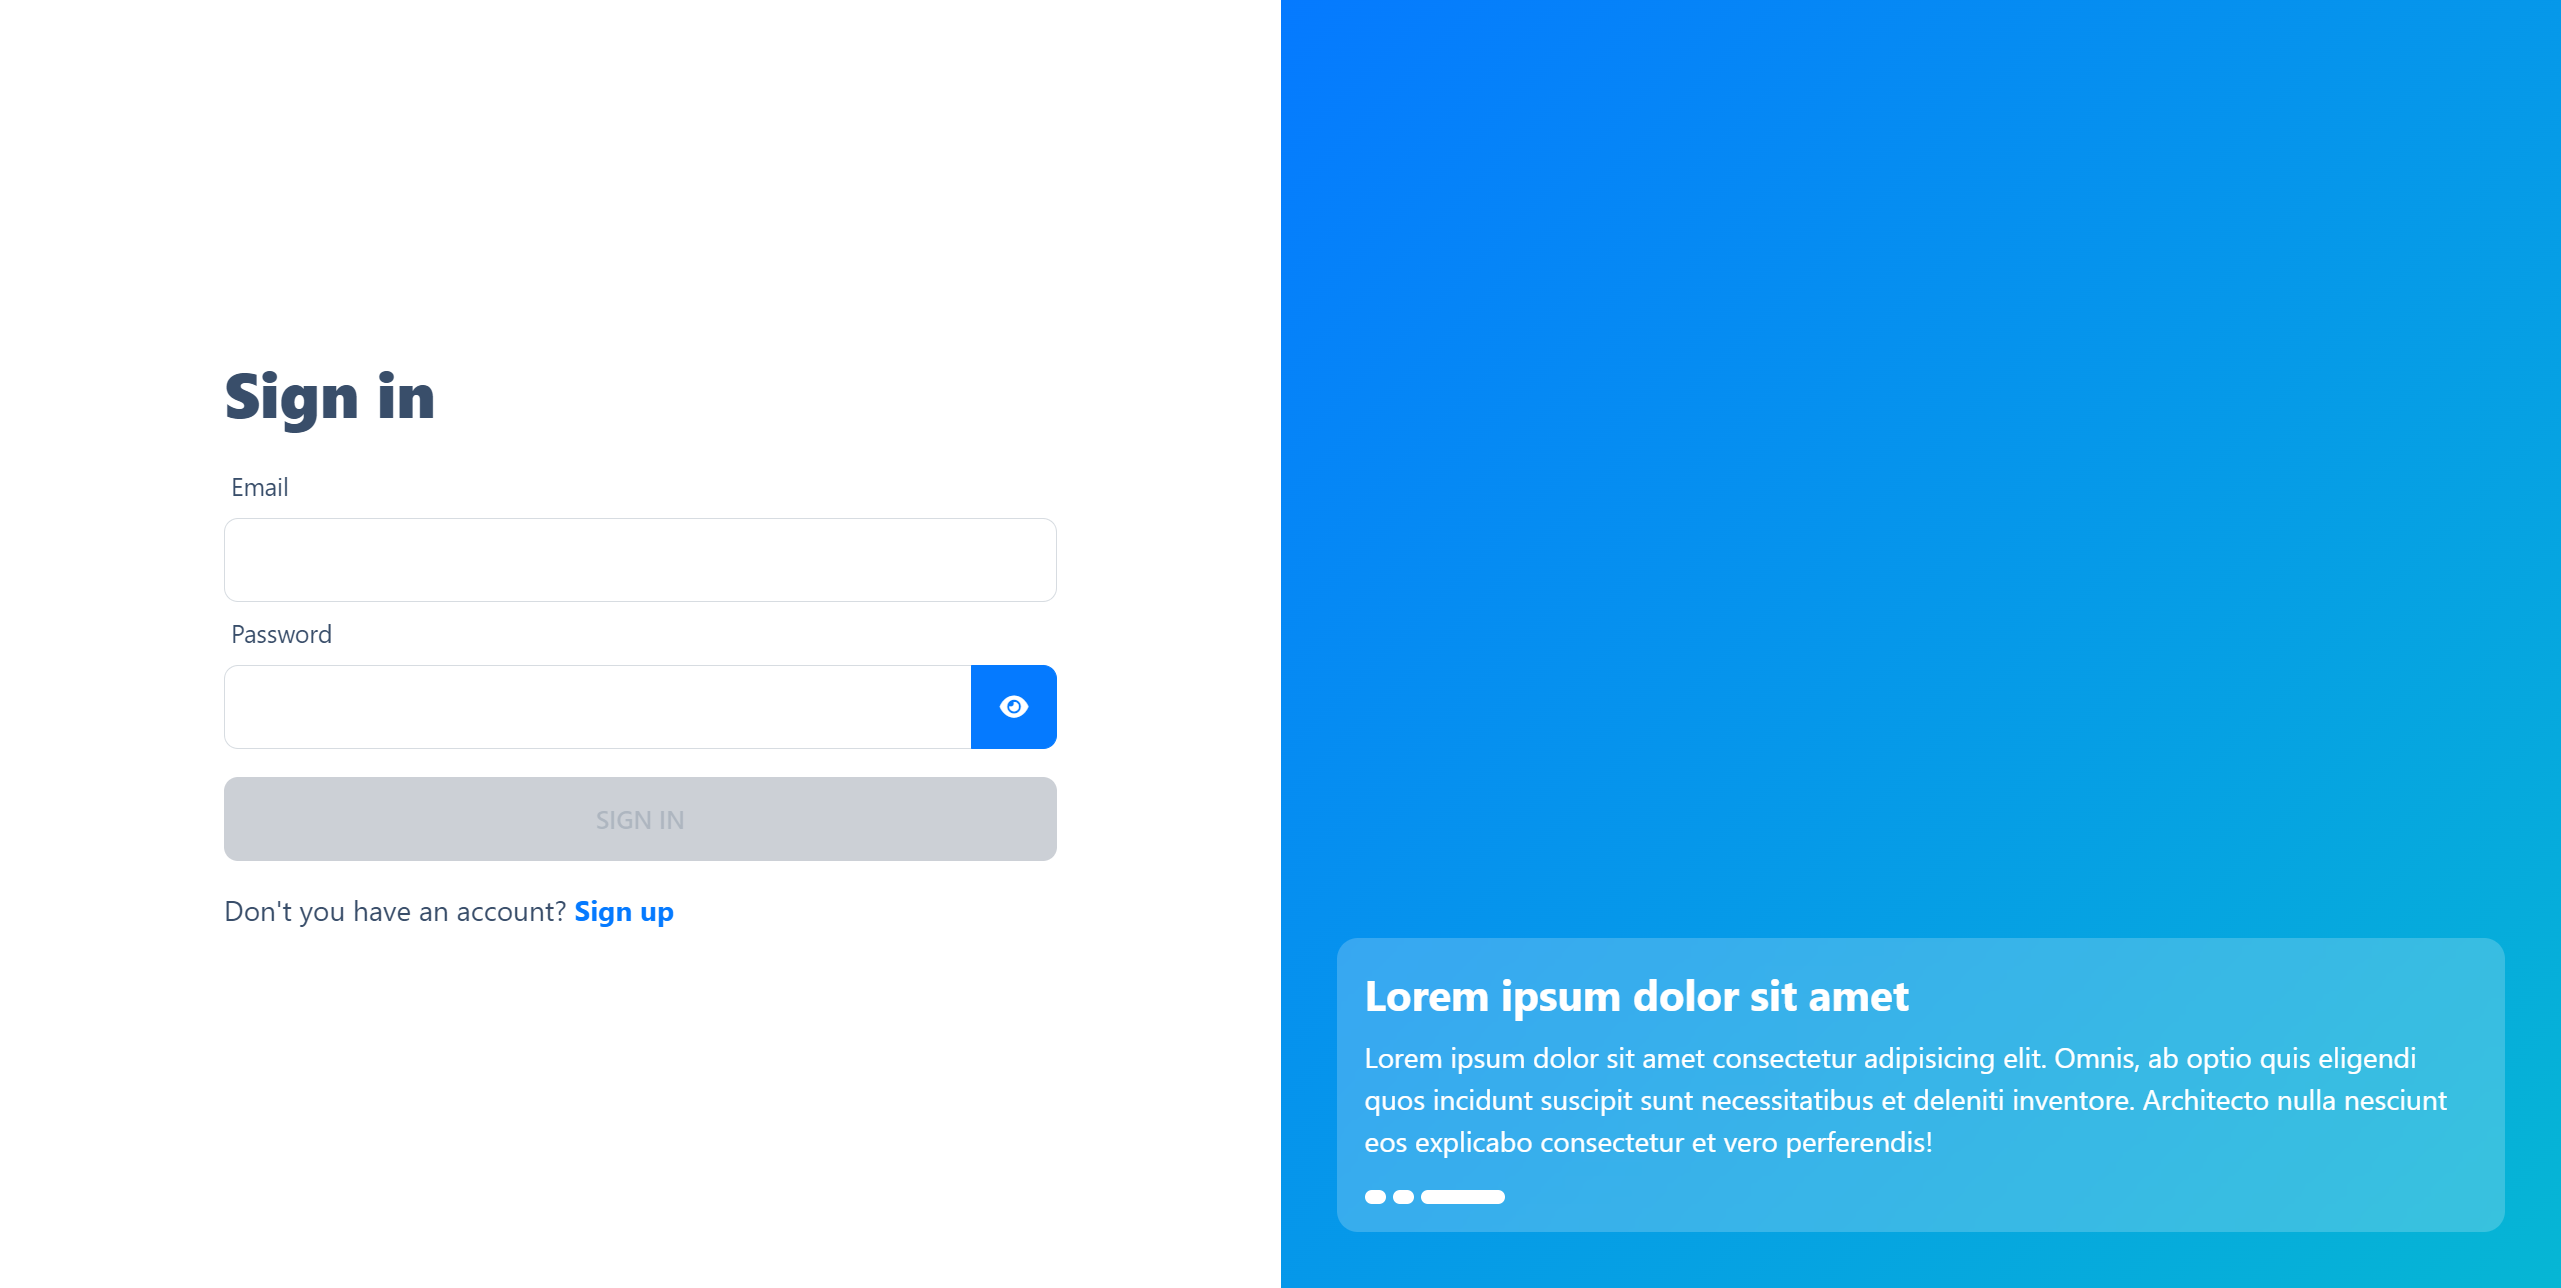 Sign in
Email
Password
SIGN IN
Don't you have an account? Sign up
Lorem ipsum dolor sit amet
Lorem ipsum dolor sit amet consectetur adipisicing elit. Omnis, ab optio quis eligendi
quos incidunt suscipit sunt necessitatibus et deleniti inventore. Architecto nulla nesciunt
eos explicabo consectetur et vero perferendis!